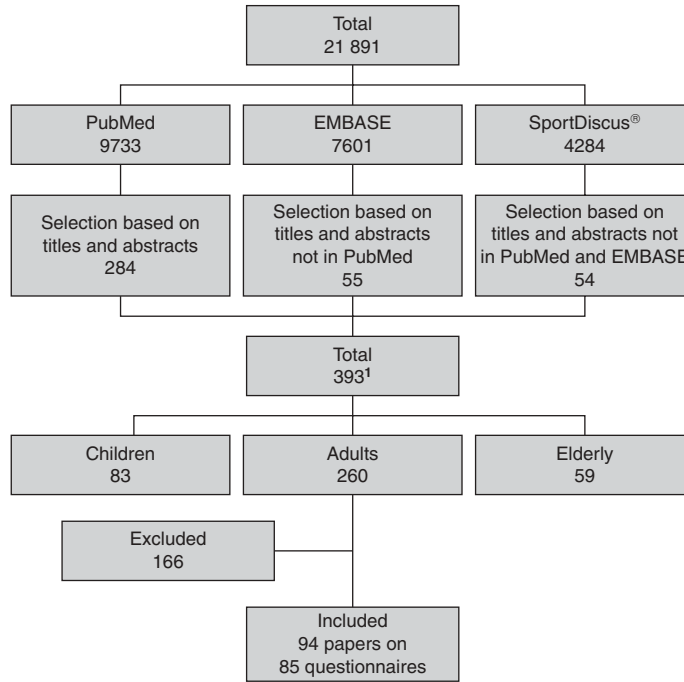 Total
21 891
PubMed
9733
EMBASE
7601
SportDiscus®
4284
Selection based on
titles and abstracts
284
Selection based on
titles and abstracts
not in PubMed
55
Selection based on
titles and abstracts not
in PubMed and EMBASE
54
Total
393¹
Children
83
Adults
260
Elderly
59
Excluded
166
Included
94 papers on
85 questionnaires